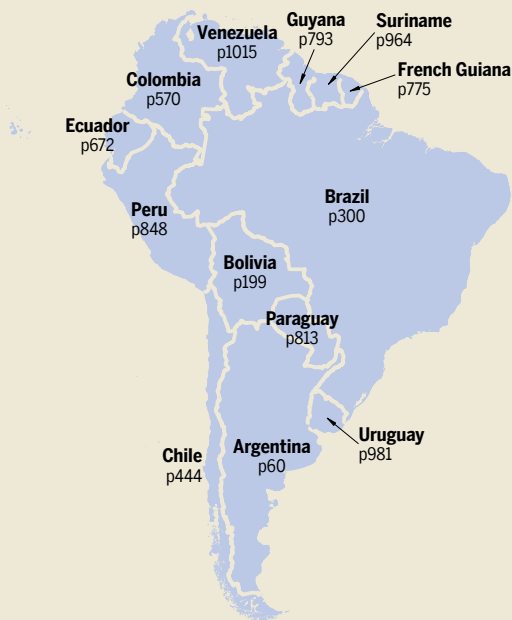 Guyana
p793
Suriname
p964
Venezuela
p1015
French Guiana
p775
Colombia
p570
Ecuador
p672
Peru
p848
Brazil
p300
Bolivia
p199
Paraguay
p813
Uruguay
p981
Argentina
p60
Chile
p444